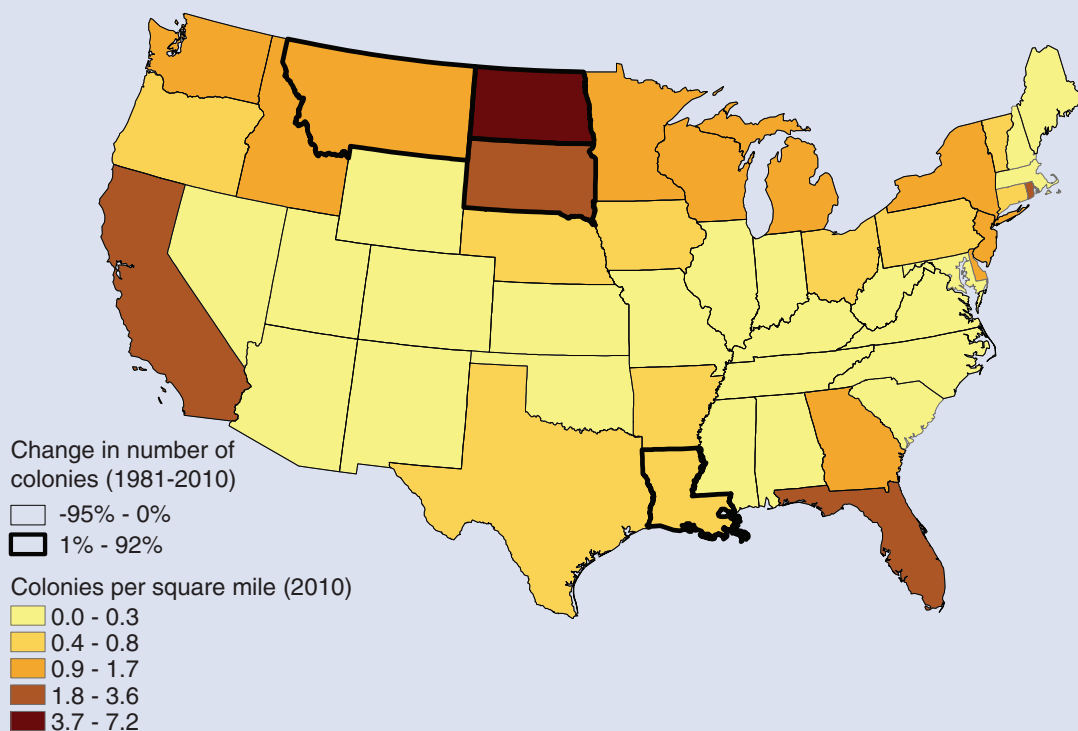 Change in number of
colonies (1981-2010)
-95% - 0%
1% - 92%
Colonies per square mile (2010)
0.0 - 0.3
0.4 - 0.8
0.9 - 1.7
1.8 - 3.6
3.7 - 7.2